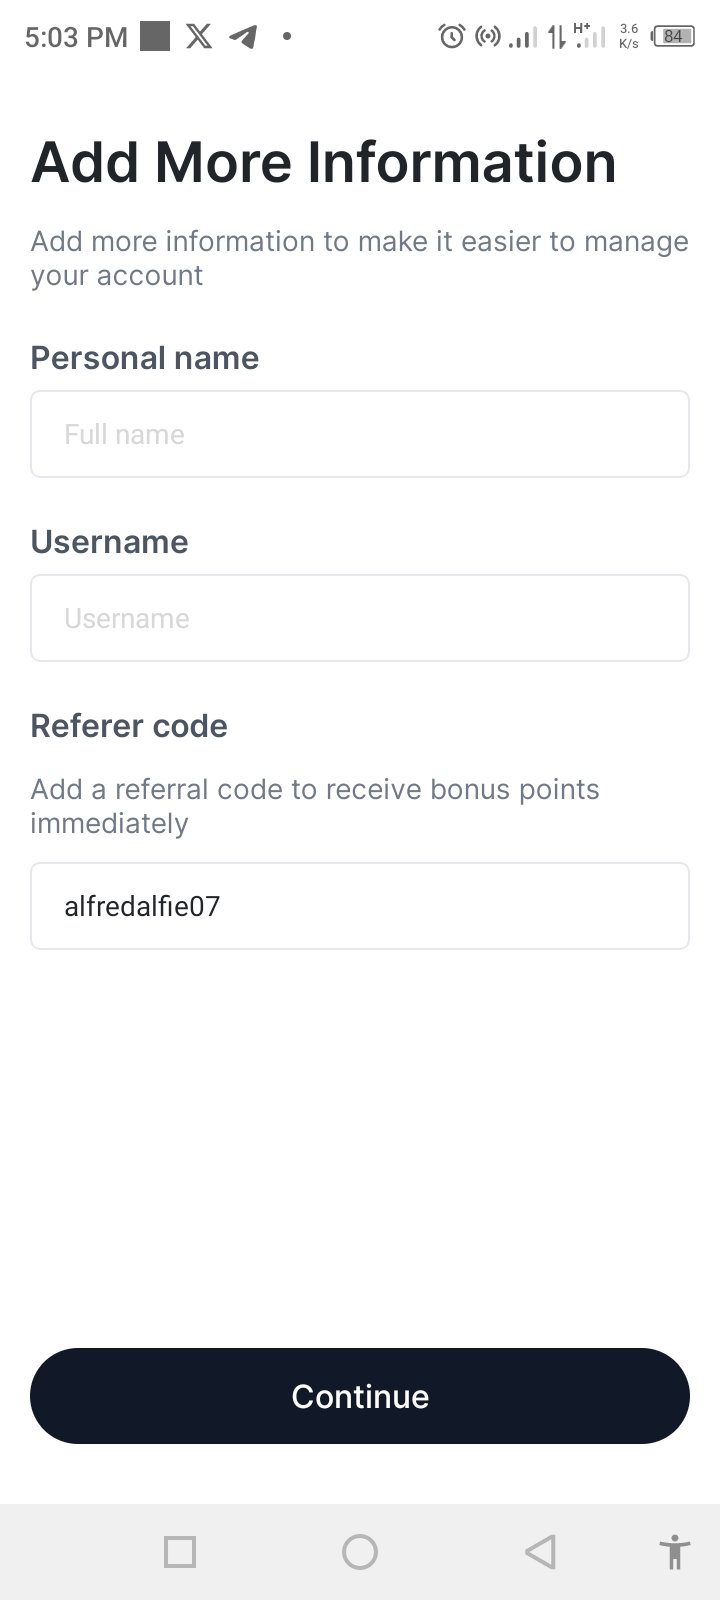 5:03 PM
H+
3.6
K/s
84
Add More Information
Add more information to make it easier to manage
your account
Personal name
Full name
Username
Username
Referer code
Add a referral code to receive bonus points
immediately
alfredalfie07
Continue